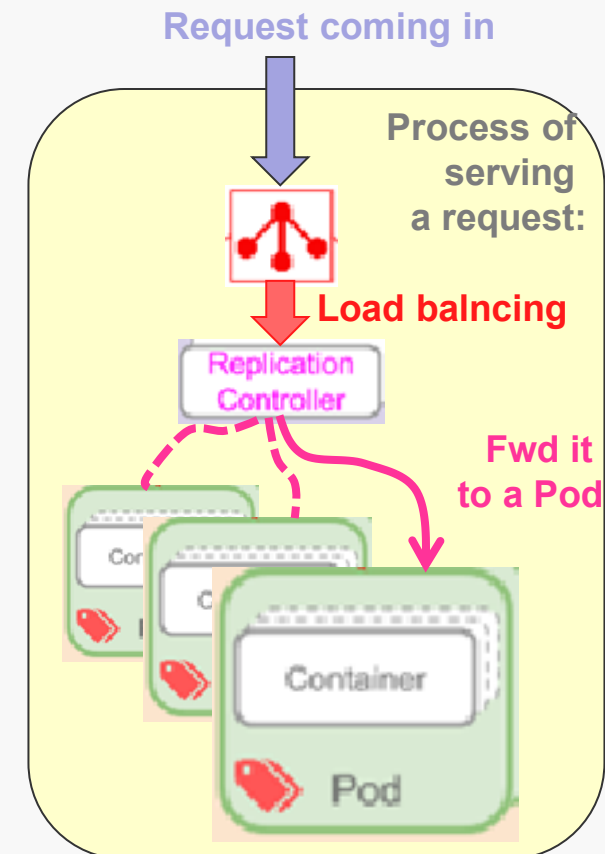 Request coming in
Process of
serving
a request:
Load balncing
Replication
Controller
Fwd it
to a Pod
Container
Pod